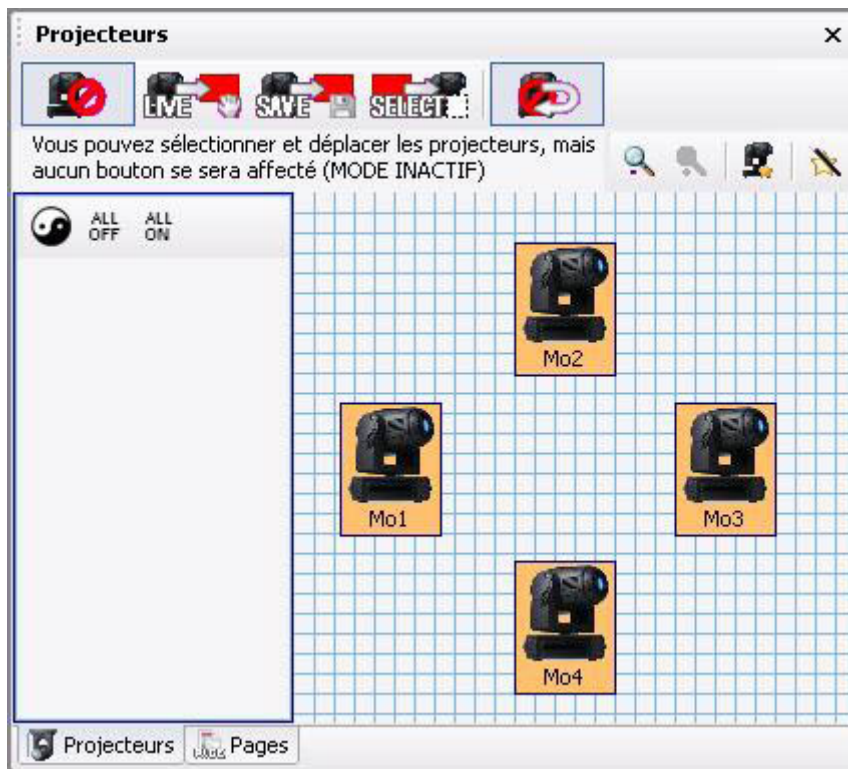 Projecteurs
LIVE SAVE SELECT
Vous pouvez sélectionner et déplacer les projecteurs, mais
aucun bouton se sera affecté (MODE INACTIF)
ALL OFF ALL ON
Mo2
Mo1 Mo3
Mo4
Projecteurs Pages